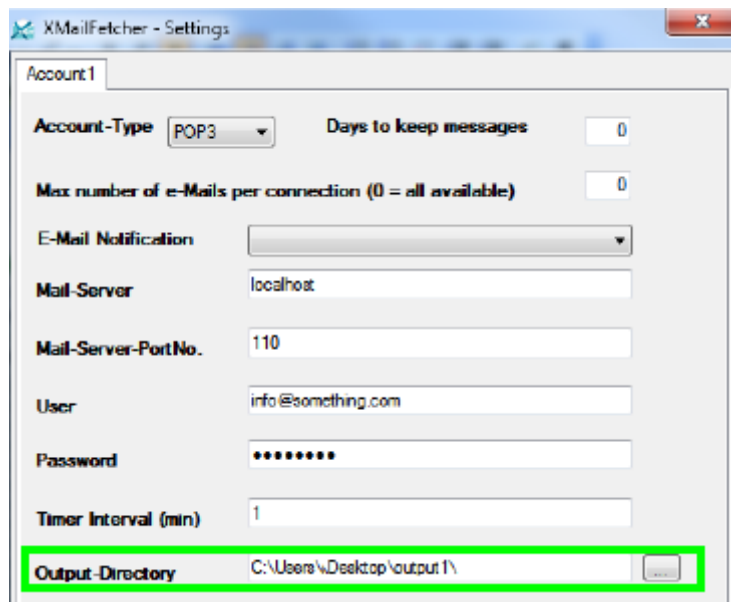 XMailFetcher - Settings
Account1
Account-Type POP3 Days to keep messages 0
Max number of e-Mails per connection (0 = all available) 0
E-Mail Notification
Mail-Server localhost
Mail-Server-PortNo. 110
User info@something.com
Password ••••••••
Timer Interval (min) 1
Output-Directory C:\Users\.Desktop\output1\ ...